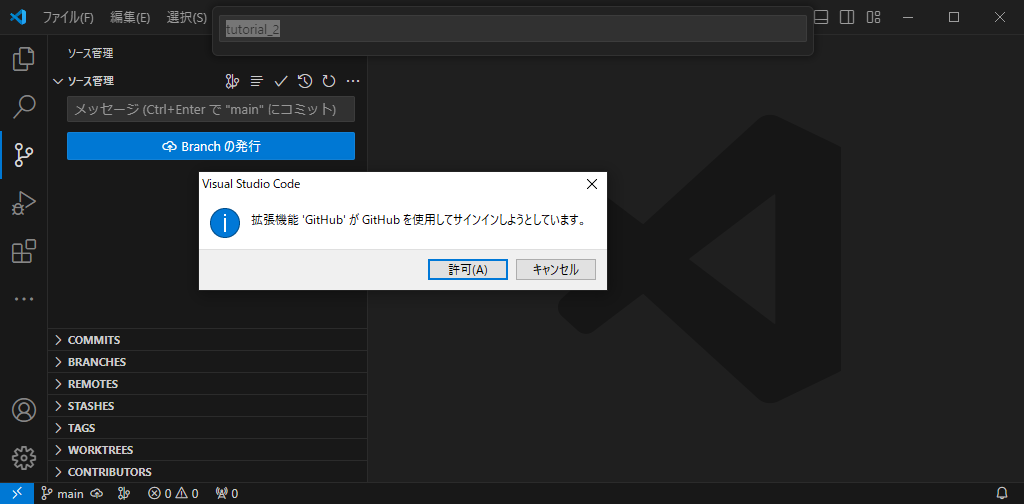 ファイル(F) 編集(E) 選択(S)
tutorial_2
ソース管理
ソース管理
メッセージ (Ctrl+Enter で "main" にコミット)
Branch の発行
Visual Studio Code
拡張機能 'GitHub' が GitHub を使用してサインインしようとしています。
許可(A) キャンセル
COMMITS
BRANCHES
REMOTES
STASHES
TAGS
WORKTREES
CONTRIBUTORS
main 0 0 0